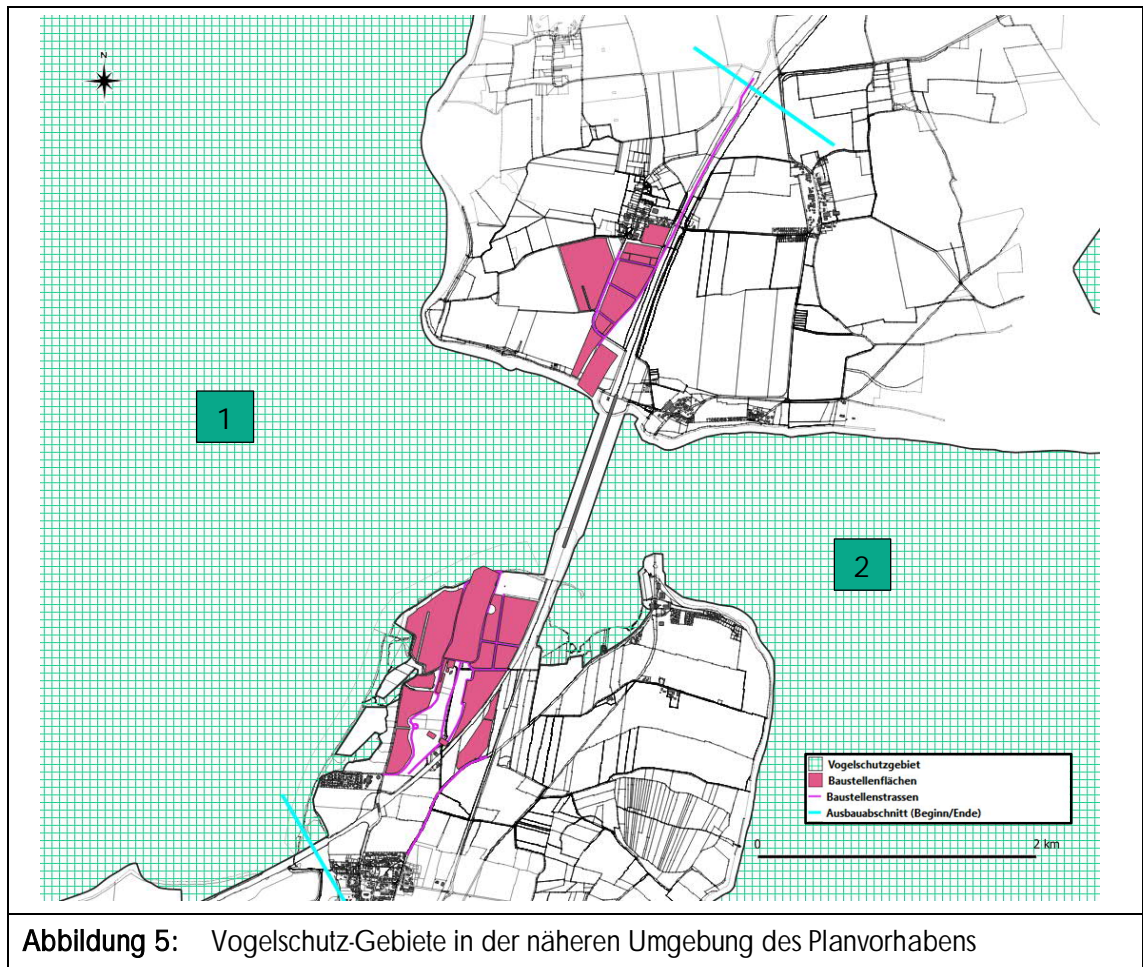 N
1
2
Vogelschutzgebiet
Baustellenflächen
Baustellenstrassen
Ausbauabschnitt (Beginn/Ende)
0 2 km
Abbildung 5: Vogelschutz-Gebiete in der näheren Umgebung des Planvorhabens